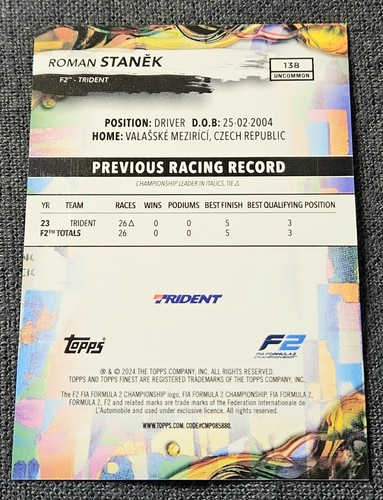 ROMAN STANĚK
138
F2™ - TRIDENT
UNCOMMON
POSITION: DRIVER D.O.B: 25-02-2004
HOME: VALAŠSKÉ MEZIRÍCÍ, CZECH REPUBLIC
PREVIOUS RACING RECORD
CHAMPIONSHIP LEADER IN ITALICS, TIE △
YR TEAM RACES WINS PODIUMS BEST FINISH BEST QUALIFYING POSITION
23 TRIDENT 26△ 0 0 5 3
F2™ TOTALS 26 0 0 5 3
TRIDENT
Topps®
F2
FIA FORMULA 2
CHAMPIONSHIP
® & © 2024 THE TOPPS COMPANY, INC. ALL RIGHTS RESERVED.
TOPPS AND TOPPS FINEST ARE REGISTERED TRADEMARKS OF THE TOPPS COMPANY, INC.
The F2 FIA FORMULA 2 CHAMPIONSHIP logo, FIA FORMULA 2 CHAMPIONSHIP, FIA FORMULA 2,
FORMULA 2, F2 and related marks are trade marks of the Federation Internationale de
L'Automobile and used under exclusive licence. All rights reserved.
WWW.TOPPS.COM. CODE#CMP085880.